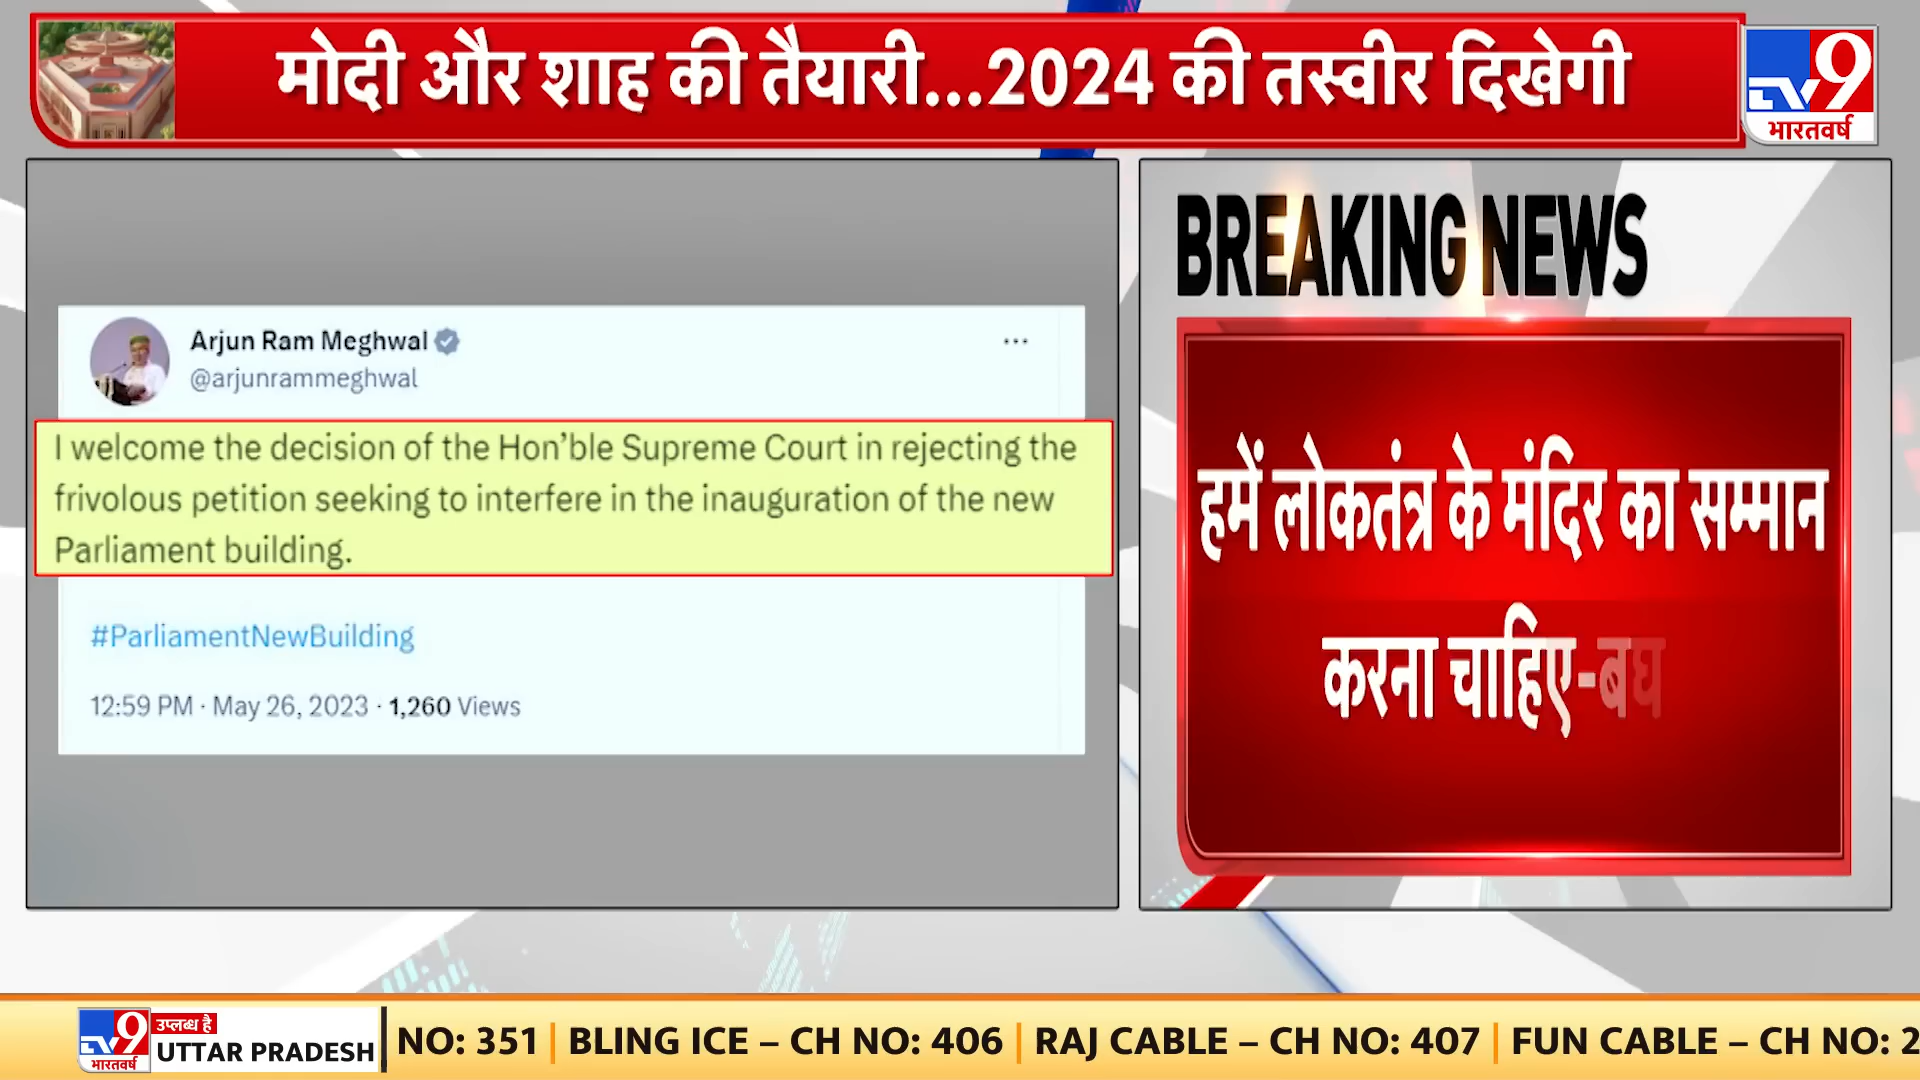 मोदी और शाह की तैयारी...2024 की तस्वीर दिखेगी
TV9
भारतवर्ष
Arjun Ram Meghwal
@arjunrammeghwal
I welcome the decision of the Hon’ble Supreme Court in rejecting the
frivolous petition seeking to interfere in the inauguration of the new
Parliament building.
#ParliamentNewBuilding
12:59 PM · May 26, 2023 · 1,260 Views
BREAKING NEWS
हमें लोकतंत्र के मंदिर का सम्मान
करना चाहिए-बघ
TV9
भारतवर्ष
उप्लब्ध है
UTTAR PRADESH
NO: 351 | BLING ICE – CH NO: 406 | RAJ CABLE – CH NO: 407 | FUN CABLE – CH NO: 2